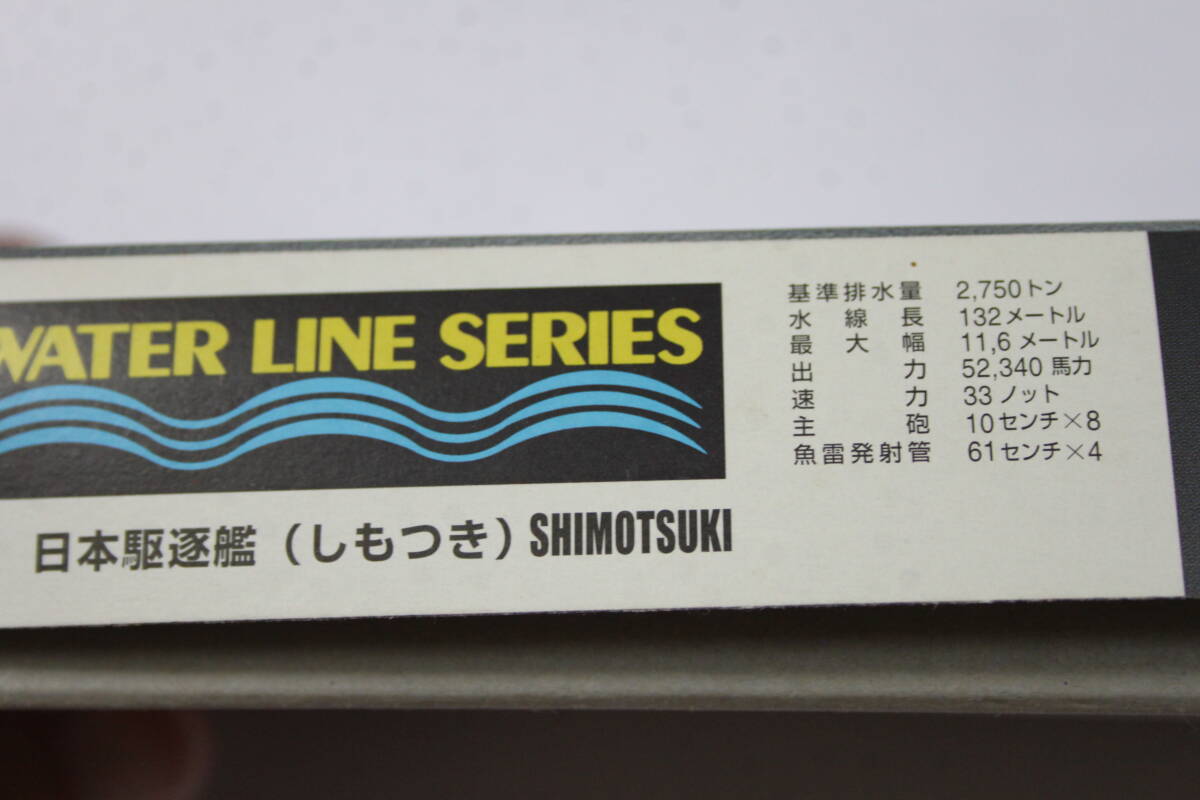 WATER LINE SERIES
日本駆逐艦(しもつき)SHIMOTSUKI
基準排水量 2,750トン
水線長 132メートル
最大幅 11,6メートル
出力 52,340馬力
速力 33ノット
主砲 10センチ×8
魚雷発射管 61センチ×4